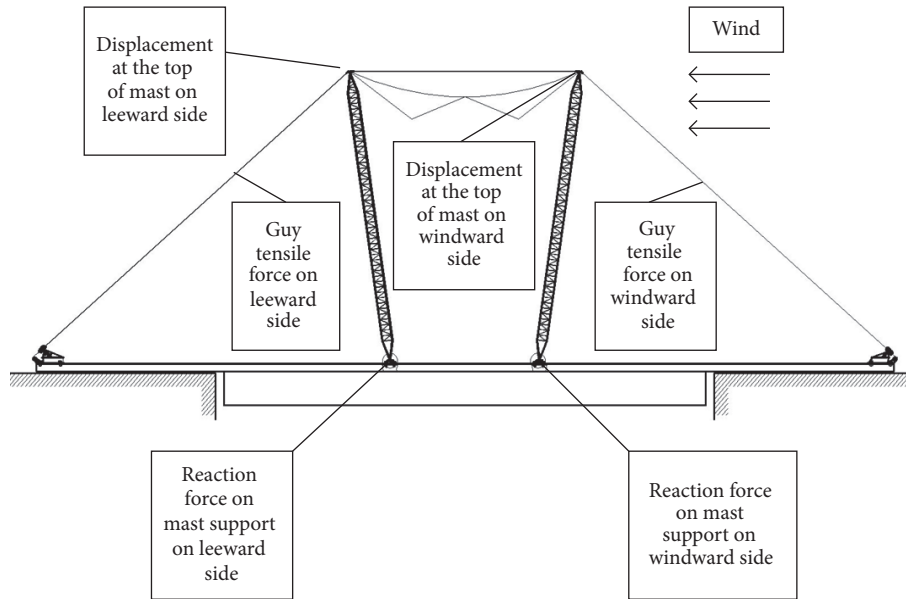 Displacement
at the top
of mast on
leeward side
Wind
Displacement
at the top
of mast on
windward
side
Guy
tensile
force on
leeward
side
Guy
tensile
force on
windward
side
Reaction
force on
mast support
on leeward
side
Reaction force
on mast
support on
windward side